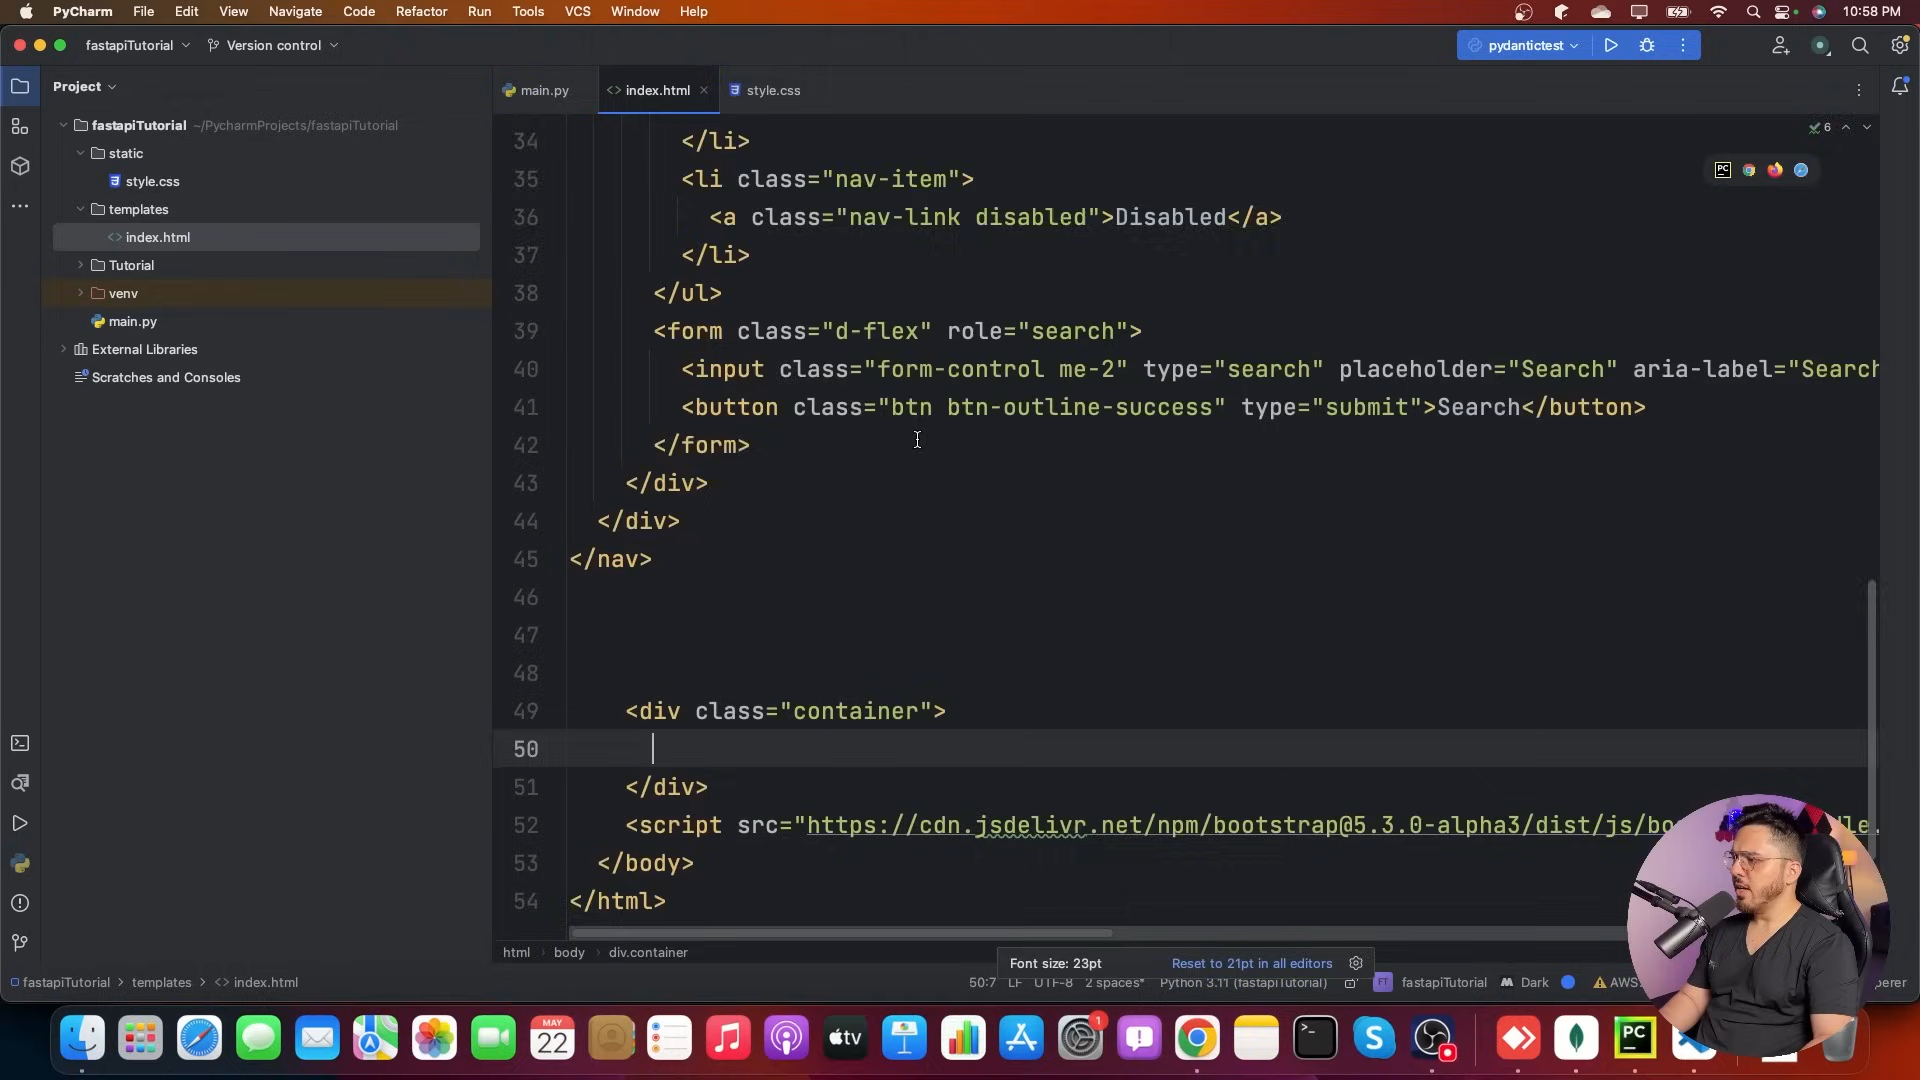 PyCharm File Edit View Navigate Code Refactor Run Tools VCS Window Help 10:58 PM
fastapiTutorial Version control pydantictest
Project
main.py <> index.html style.css
fastapiTutorial ~/PycharmProjects/fastapiTutorial
static
style.css
templates
<> index.html
Tutorial
venv
main.py
External Libraries
Scratches and Consoles
6
34 </li>
35 <li class="nav-item">
36 <a class="nav-link disabled">Disabled</a>
37 </li>
38 </ul>
39 <form class="d-flex" role="search">
40 <input class="form-control me-2" type="search" placeholder="Search" aria-label="Search
41 <button class="btn btn-outline-success" type="submit">Search</button>
42 </form>
43 </div>
44 </div>
45 </nav>
46
47
48
49 <div class="container">
50
51 </div>
52 <script src="https://cdn.jsdelivr.net/npm/bootstrap@5.3.0-alpha3/dist/js/bo
53 </body>
54 </html>
html › body › div.container
Font size: 23pt Reset to 21pt in all editors
fastapiTutorial > templates > <> index.html 50:7 LF UTF-8 2 spaces* Python 3.11 (fastapiTutorial) FT fastapiTutorial Dark AWS:
MAY
22
tv
1
PC